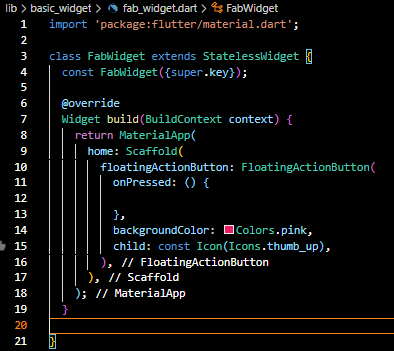 lib > basic_widget > fab_widget.dart > FabWidget
1 import 'package:flutter/material.dart';
2
3 class FabWidget extends StatelessWidget {
4   const FabWidget({super.key});
5
6   @override
7   Widget build(BuildContext context) {
8     return MaterialApp(
9       home: Scaffold(
10         floatingActionButton: FloatingActionButton(
11           onPressed: () {
12
13           },
14           backgroundColor: Colors.pink,
15           child: const Icon(Icons.thumb_up),
16         ), // FloatingActionButton
17       ), // Scaffold
18     ); // MaterialApp
19   }
20
21 }